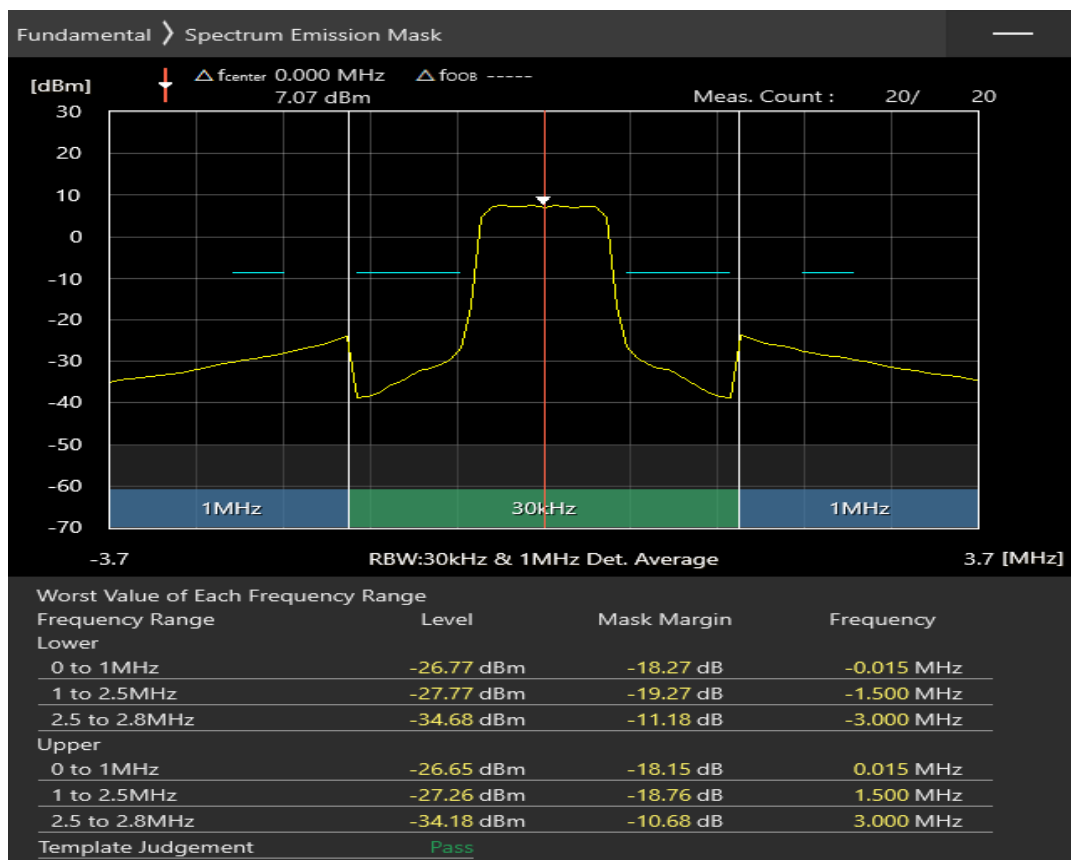 Fundamental 〉 Spectrum Emission Mask
△ fcenter 0.000 MHz △ fOOB -----
[dBm] 7.07 dBm Meas. Count : 20/ 20
30
20
10
0
-10
-20
-30
-40
-50
-60
-70
1MHz 30kHz 1MHz
-3.7 RBW:30kHz & 1MHz Det. Average 3.7 [MHz]
Worst Value of Each Frequency Range
Frequency Range Level Mask Margin Frequency
Lower
0 to 1MHz -26.77 dBm -18.27 dB -0.015 MHz
1 to 2.5MHz -27.77 dBm -19.27 dB -1.500 MHz
2.5 to 2.8MHz -34.68 dBm -11.18 dB -3.000 MHz
Upper
0 to 1MHz -26.65 dBm -18.15 dB 0.015 MHz
1 to 2.5MHz -27.26 dBm -18.76 dB 1.500 MHz
2.5 to 2.8MHz -34.18 dBm -10.68 dB 3.000 MHz
Template Judgement Pass